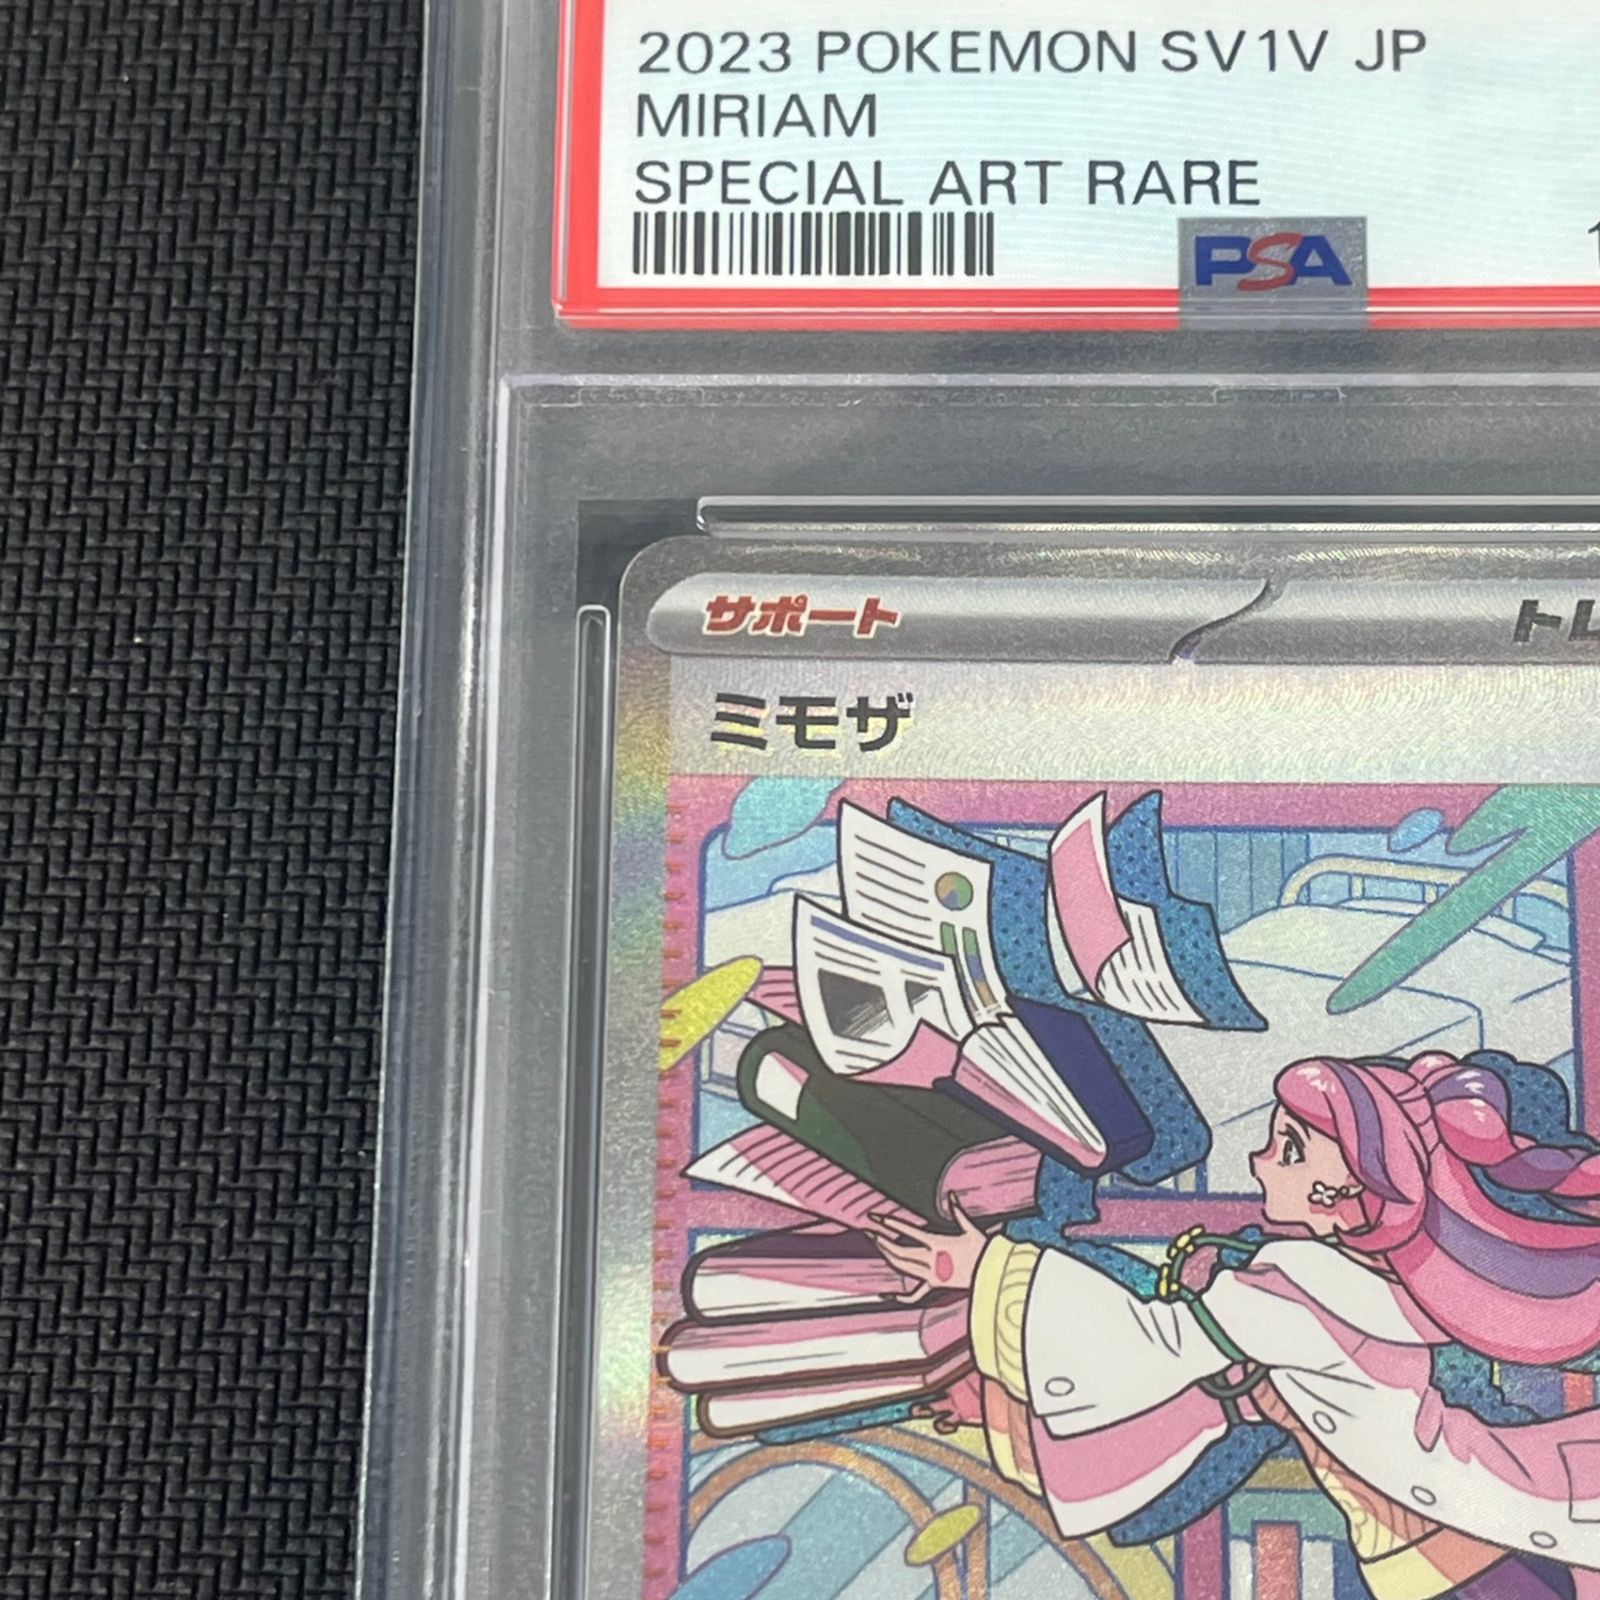 2023 POKEMON SV1V JP
MIRIAM
SPECIAL ART RARE
PSA
サポート
ミモザ